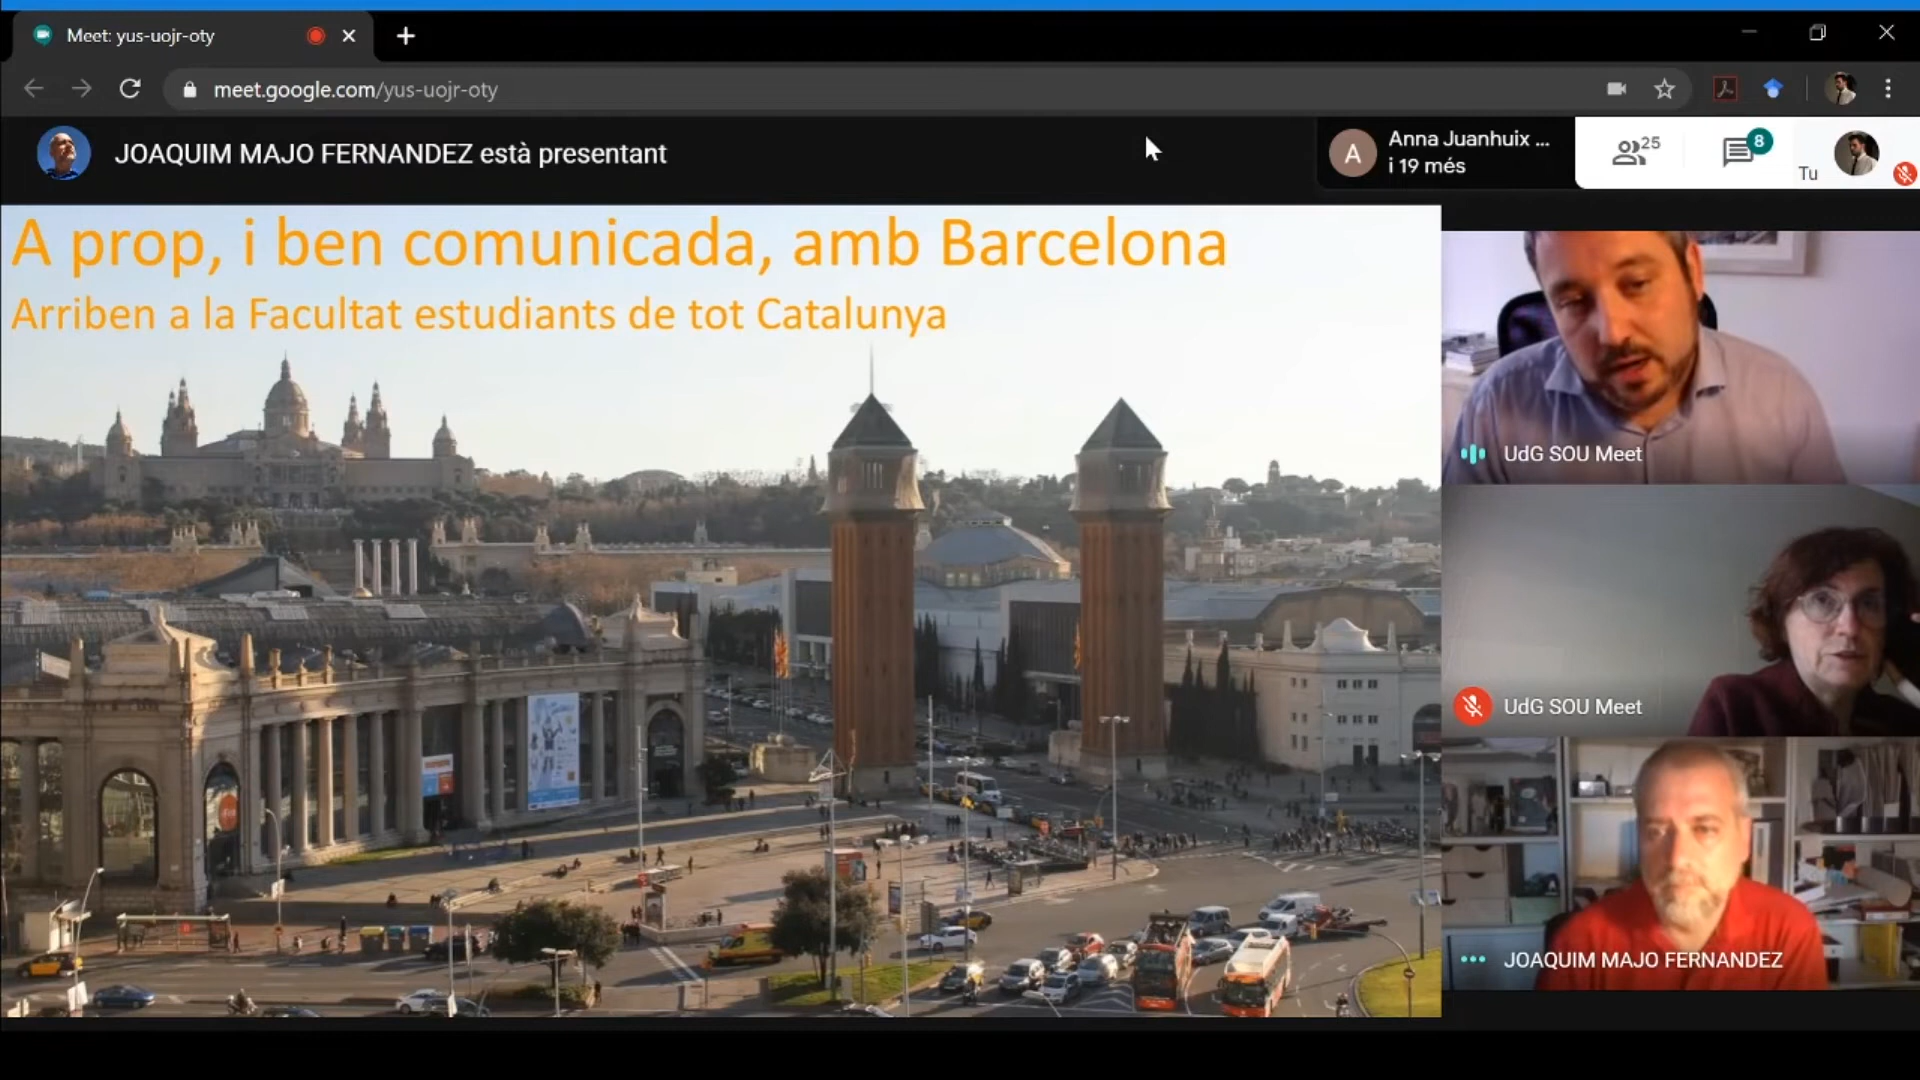 Meet: yus-uojr-oty
meet.google.com/yus-uojr-oty
JOAQUIM MAJO FERNANDEZ està presentant
A
Anna Juanhuix ...
i 19 més
25
8
Tu
A prop, i ben comunicada, amb Barcelona
Arriben a la Facultat estudiants de tot Catalunya
UdG SOU Meet
UdG SOU Meet
JOAQUIM MAJO FERNANDEZ